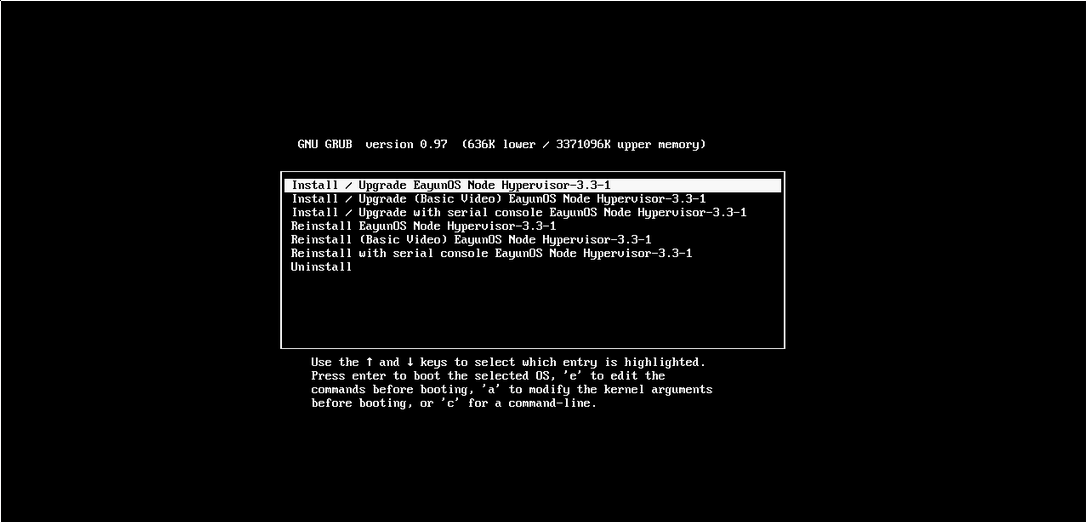 GNU GRUB  version 0.97  (636K lower / 3371096K upper memory)
Install / Upgrade EayunOS Node Hypervisor-3.3-1
Install / Upgrade (Basic Video) EayunOS Node Hypervisor-3.3-1
Install / Upgrade with serial console EayunOS Node Hypervisor-3.3-1
Reinstall EayunOS Node Hypervisor-3.3-1
Reinstall (Basic Video) EayunOS Node Hypervisor-3.3-1
Reinstall with serial console EayunOS Node Hypervisor-3.3-1
Uninstall
Use the ↑ and ↓ keys to select which entry is highlighted.
Press enter to boot the selected OS, 'e' to edit the
commands before booting, 'a' to modify the kernel arguments
before booting, or 'c' for a command-line.